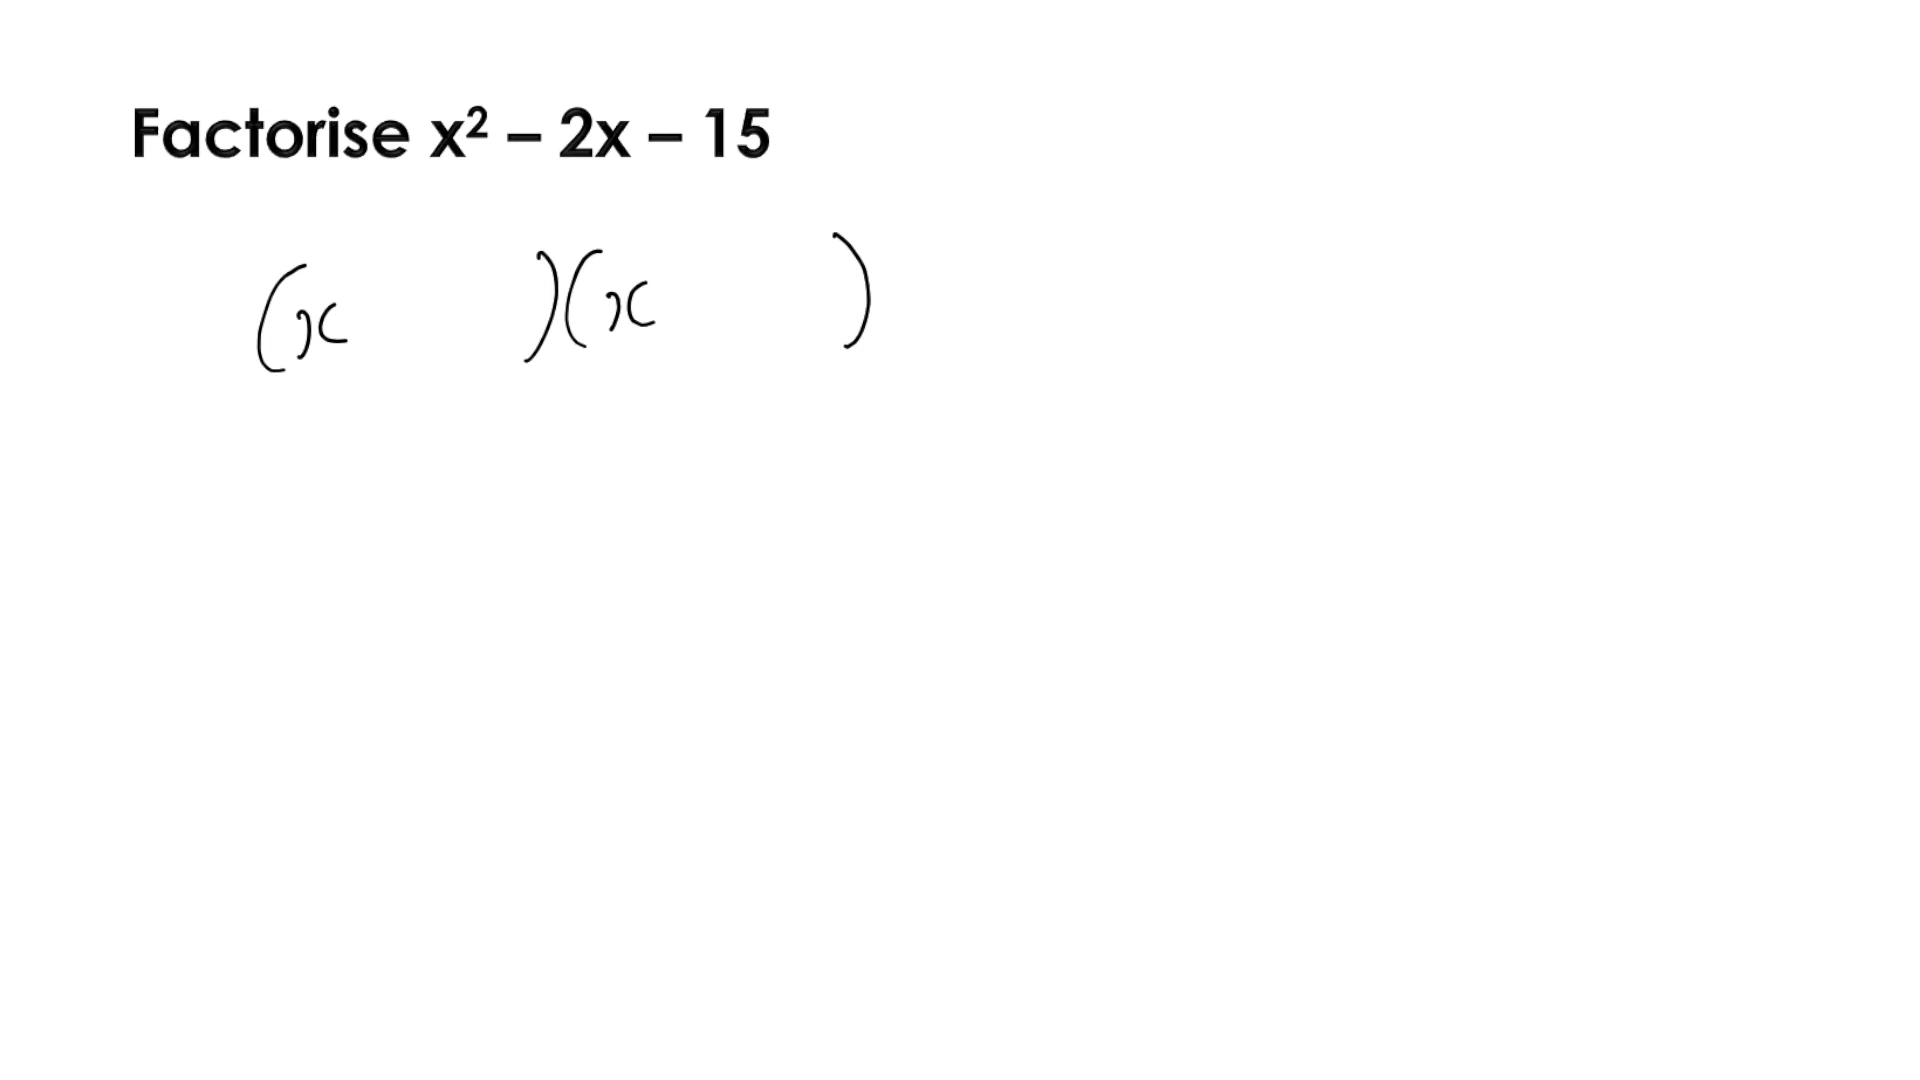 Factorise x² – 2x – 15
(x )(x )